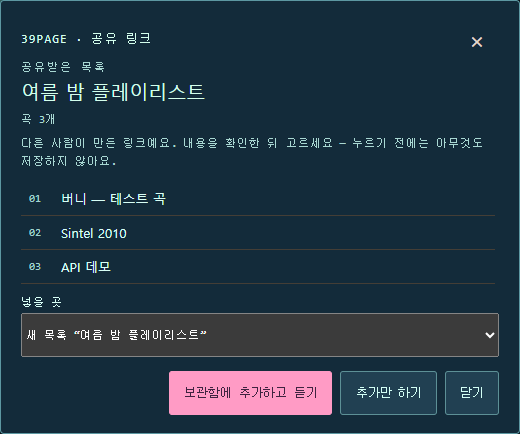 39PAGE · 공유 링크
공유받은 목록
여름 밤 플레이리스트
곡 3개
다른 사람이 만든 링크예요. 내용을 확인한 뒤 고르세요 — 누르기 전에는 아무것도
저장하지 않아요.
01 버니 — 테스트 곡
02 Sintel 2010
03 API 데모
넣을 곳
새 목록 “여름 밤 플레이리스트”
보관함에 추가하고 듣기 추가만 하기 닫기